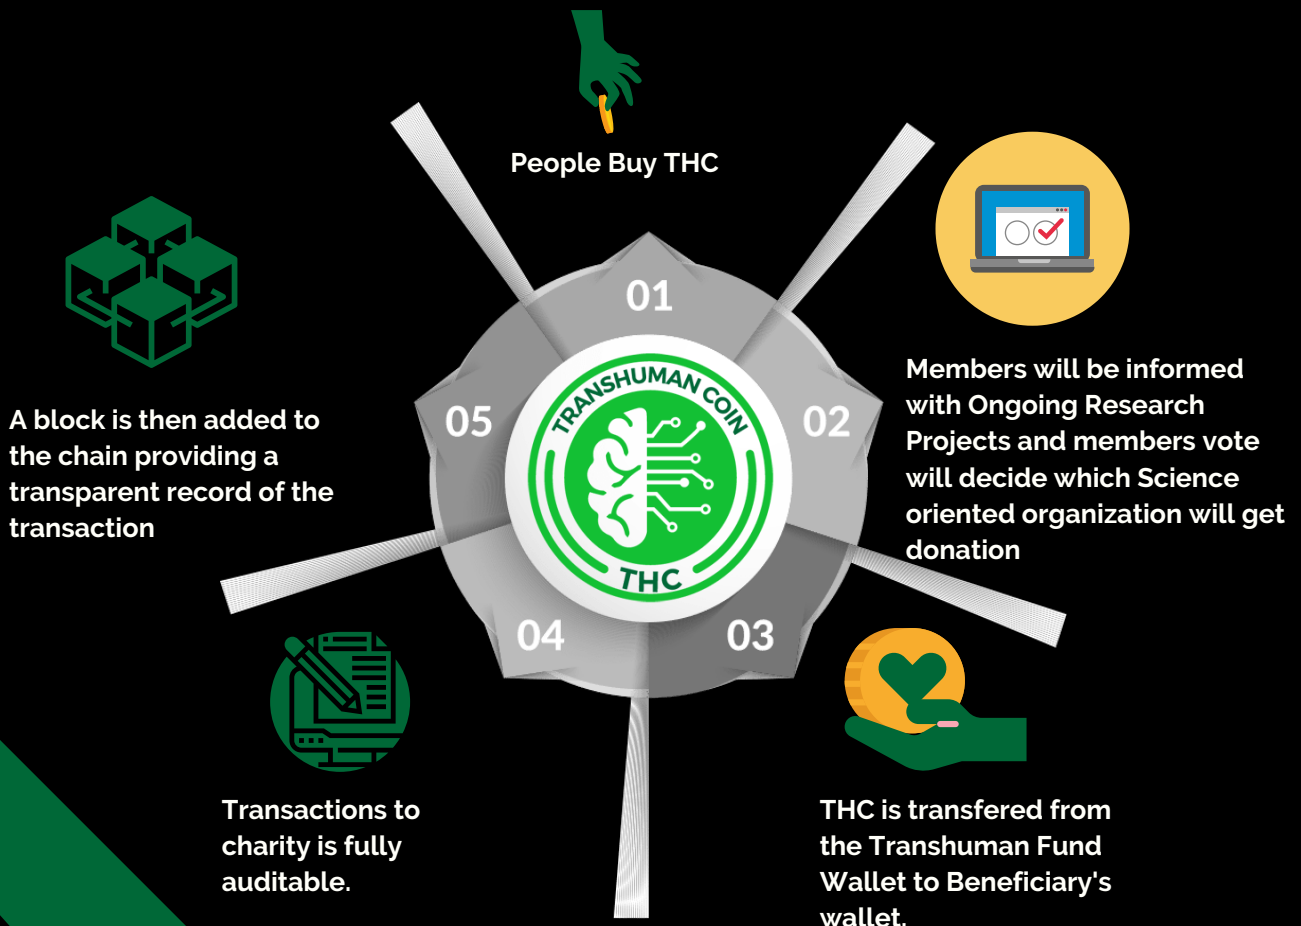 People Buy THC
01
Members will be informed
with Ongoing Research
Projects and members vote
will decide which Science
oriented organization will get
donation
02
THC is transfered from
the Transhuman Fund
Wallet to Beneficiary's
wallet.
03
Transactions to
charity is fully
auditable.
04
A block is then added to
the chain providing a
transparent record of the
transaction
05
TRANSHUMAN COIN
THC